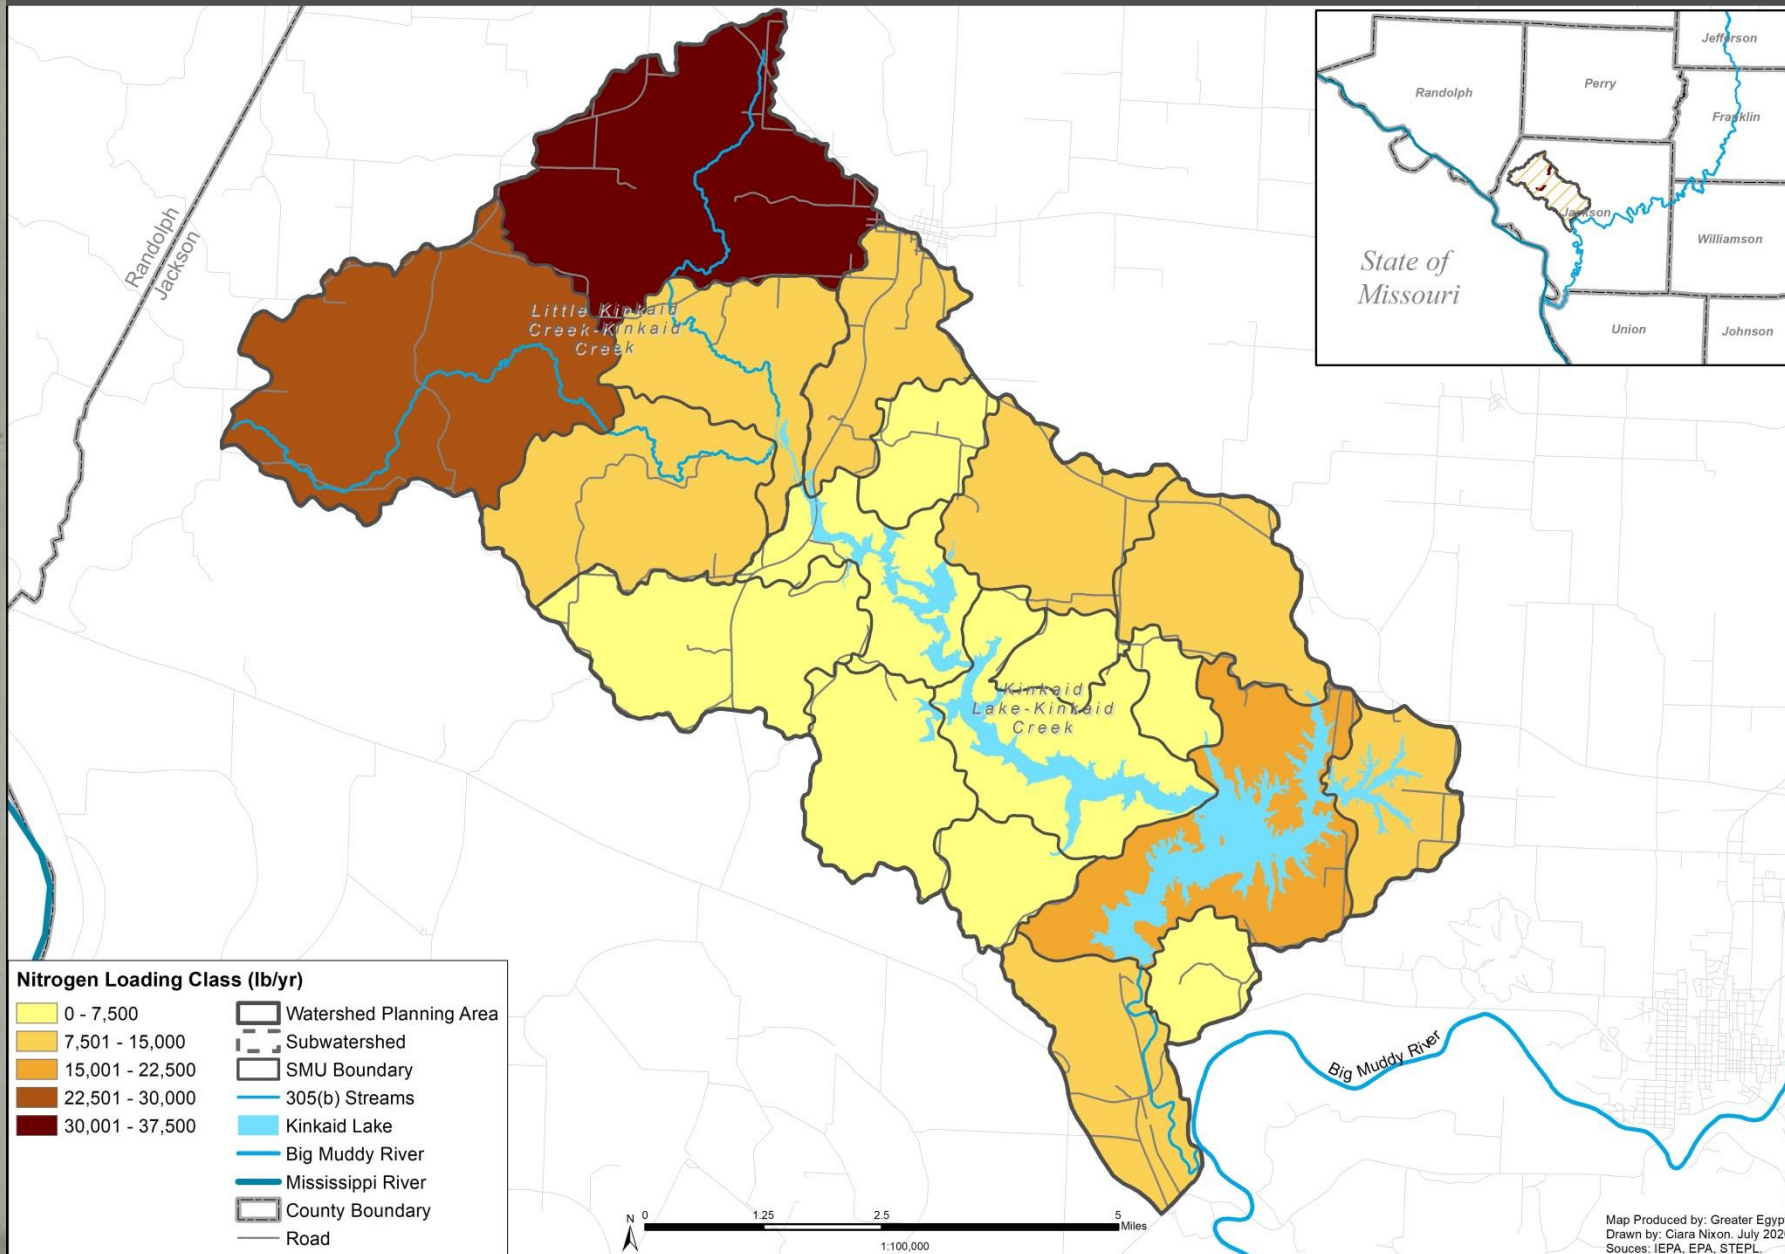 Randolph
Jackson
Little Kinkaid
Creek-Kinkaid
Creek
Kinkaid
Lake-Kinkaid
Creek
Big Muddy River
Jefferson
Randolph
Perry
Franklin
Jackson
Williamson
State of
Missouri
Union
Johnson
Nitrogen Loading Class (lb/yr)
0 - 7,500
7,501 - 15,000
15,001 - 22,500
22,501 - 30,000
30,001 - 37,500
Watershed Planning Area
Subwatershed
SMU Boundary
305(b) Streams
Kinkaid Lake
Big Muddy River
Mississippi River
County Boundary
Road
N
0 1.25 2.5 5
Miles
1:100,000
Map Produced by: Greater Egyp
Drawn by: Ciara Nixon. July 202
Souces: IEPA, EPA, STEPL.